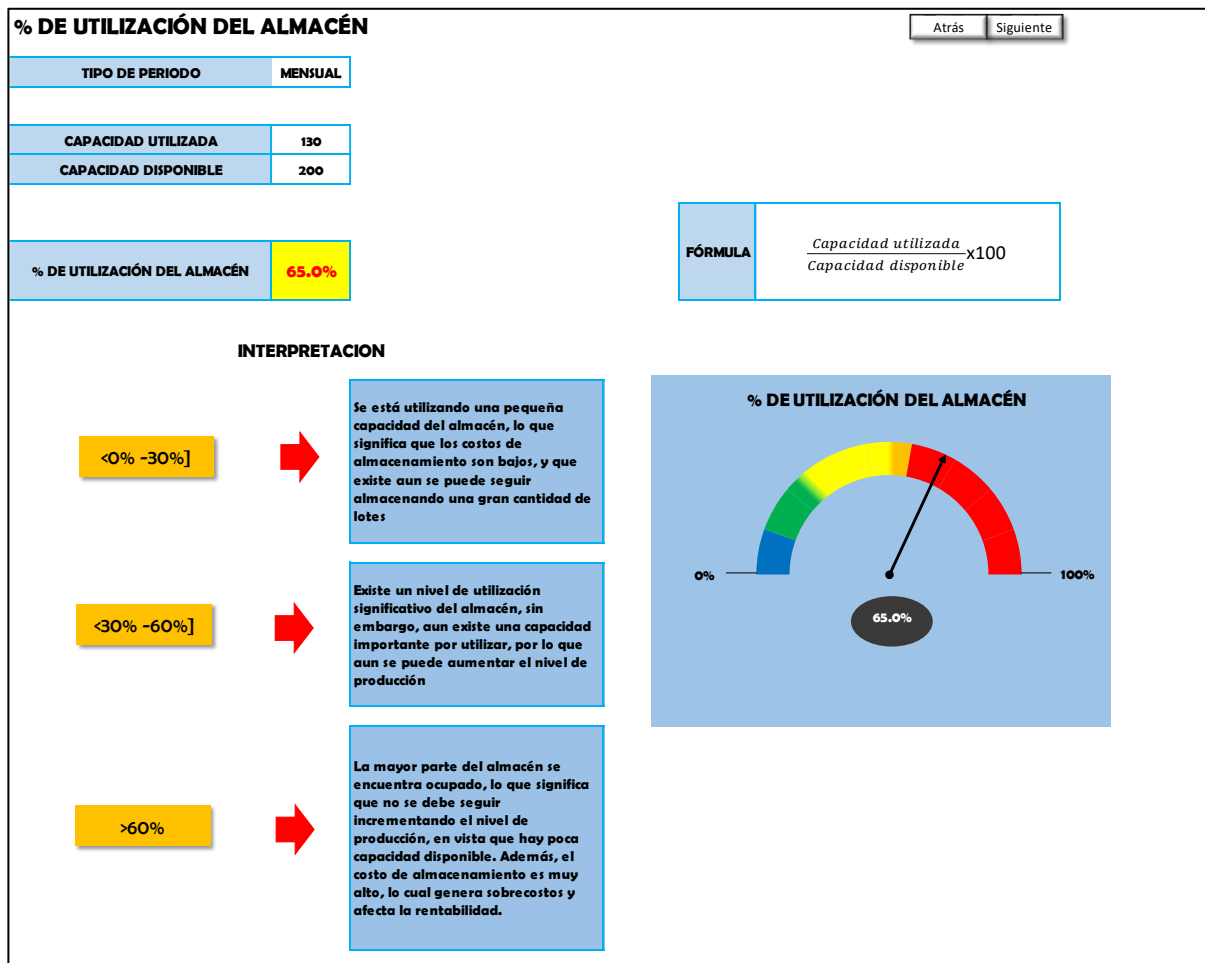 % DE UTILIZACIÓN DEL ALMACÉN
Atrás
Siguiente
TIPO DE PERIODO MENSUAL
CAPACIDAD UTILIZADA 130
CAPACIDAD DISPONIBLE 200
% DE UTILIZACIÓN DEL ALMACÉN 65.0%
FÓRMULA
Capacidad utilizada
Capacidad disponible
x100
INTERPRETACION
<0% -30%]
Se está utilizando una pequeña
capacidad del almacén, lo que
significa que los costos de
almacenamiento son bajos, y que
existe aun se puede seguir
almacenando una gran cantidad de
lotes
<30% -60%]
Existe un nivel de utilización
significativo del almacén, sin
embargo, aun existe una capacidad
importante por utilizar, por lo que
aun se puede aumentar el nivel de
producción
>60%
La mayor parte del almacén se
encuentra ocupado, lo que significa
que no se debe seguir
incrementando el nivel de
producción, en vista que hay poca
capacidad disponible. Además, el
costo de almacenamiento es muy
alto, lo cual genera sobrecostos y
afecta la rentabilidad.
% DE UTILIZACIÓN DEL ALMACÉN
0%
100%
65.0%